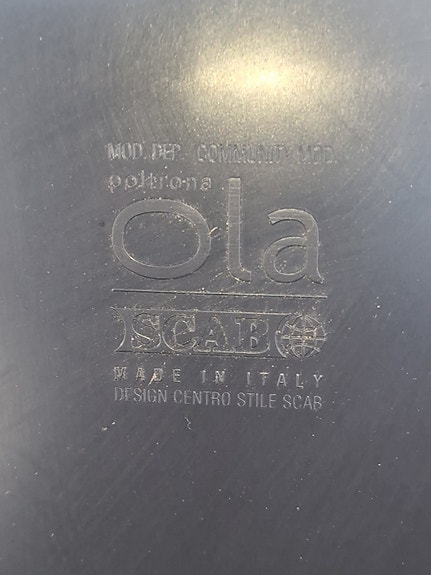 MOD. DEP. COMMUNITY MOD.
poltrona
Ola
SCAB
MADE IN ITALY
DESIGN CENTRO STILE SCAB